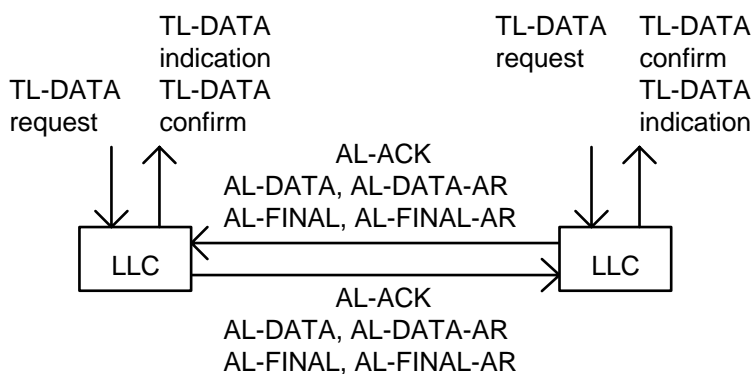 TL-DATA
indication
TL-DATA
confirm
TL-DATA
request
TL-DATA
request
TL-DATA
confirm
TL-DATA
indication
AL-ACK
AL-DATA, AL-DATA-AR
AL-FINAL, AL-FINAL-AR
LLC
LLC
AL-ACK
AL-DATA, AL-DATA-AR
AL-FINAL, AL-FINAL-AR